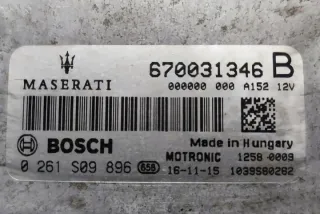 MASERATI
670031346 B
000000 000 A152 12V
BOSCH
Made in Hungary
MOTRONIC 1258 0009
0 261 S09 896 658 16-11-15 1039S80282